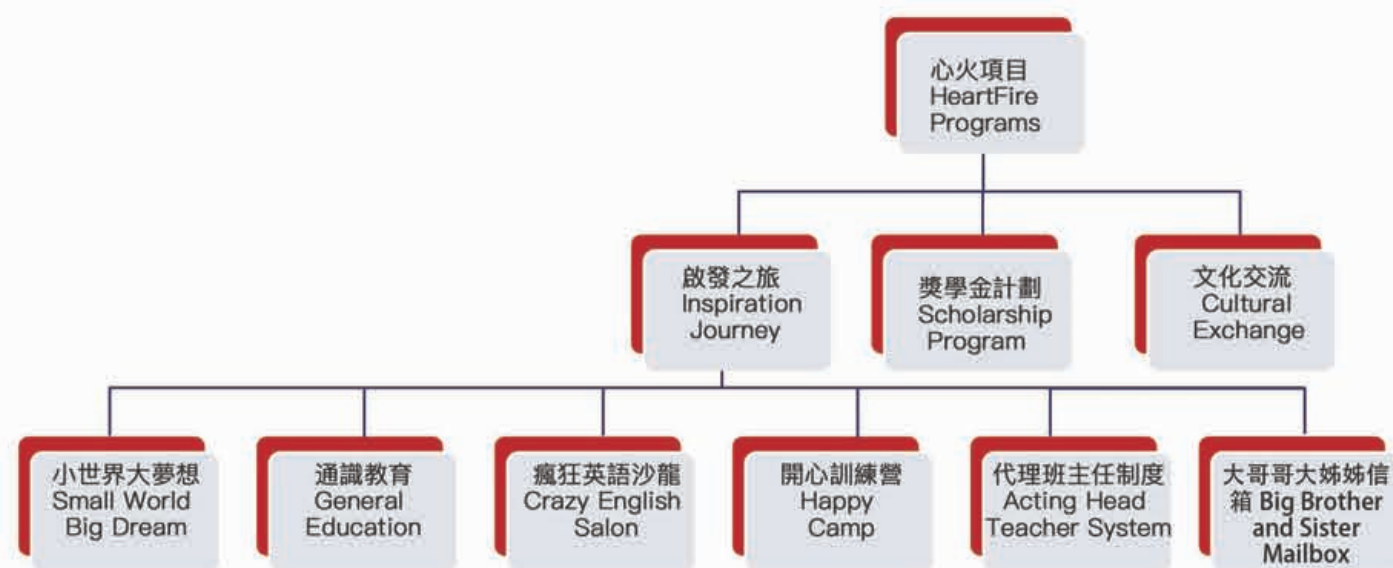 心火項目
HeartFire
Programs
啟發之旅
Inspiration
Journey
獎學金計劃
Scholarship
Program
文化交流
Cultural
Exchange
小世界大夢想
Small World
Big Dream
通識教育
General
Education
瘋狂英語沙龍
Crazy English
Salon
開心訓練營
Happy
Camp
代理班主任制度
Acting Head
Teacher System
大哥哥大姊姊信
箱 Big Brother
and Sister
Mailbox